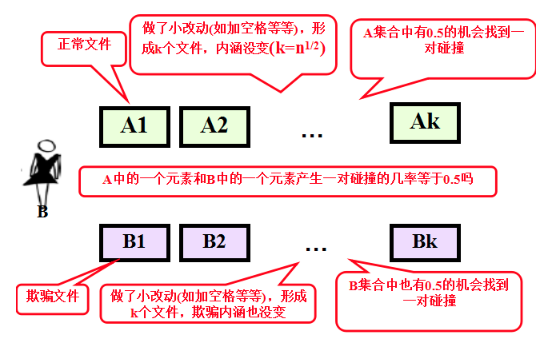 正常文件
做了小改动(如加空格等等)，形
成k个文件，内涵没变(k=n1/2)
A集合中有0.5的机会找到一
对碰撞
A1
A2
...
Ak
A中的一个元素和B中的一个元素产生一对碰撞的几率等于0.5吗
B
B1
B2
...
Bk
欺骗文件
做了小改动(如加空格等等)，形成
k个文件，欺骗内涵也没变
B集合中也有0.5的机会找到
一对碰撞